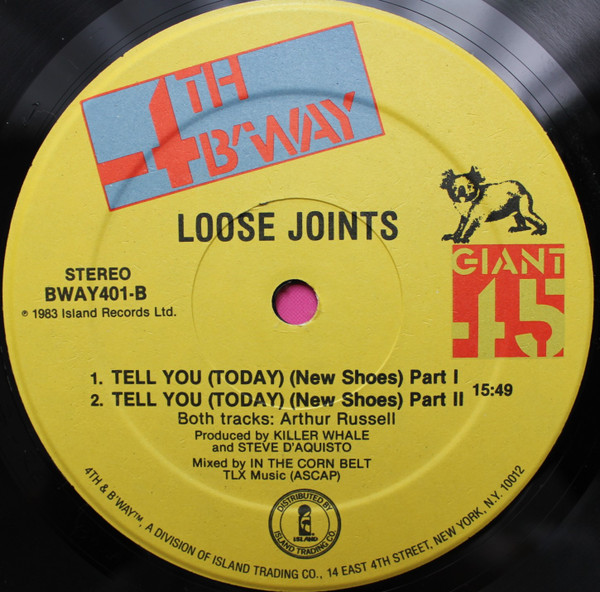 4TH
B'WAY
LOOSE JOINTS
STEREO
BWAY401-B
℗ 1983 Island Records Ltd.
GIANT
45
1. TELL YOU (TODAY) (New Shoes) Part I
2. TELL YOU (TODAY) (New Shoes) Part II
15:49
Both tracks: Arthur Russell
Produced by KILLER WHALE
and STEVE D'AQUISTO
Mixed by IN THE CORN BELT
TLX Music (ASCAP)
DISTRIBUTED BY
ISLAND
ISLAND TRADING CO.
4TH & B'WAY™, A DIVISION OF ISLAND TRADING CO., 14 EAST 4TH STREET, NEW YORK, N.Y. 10012